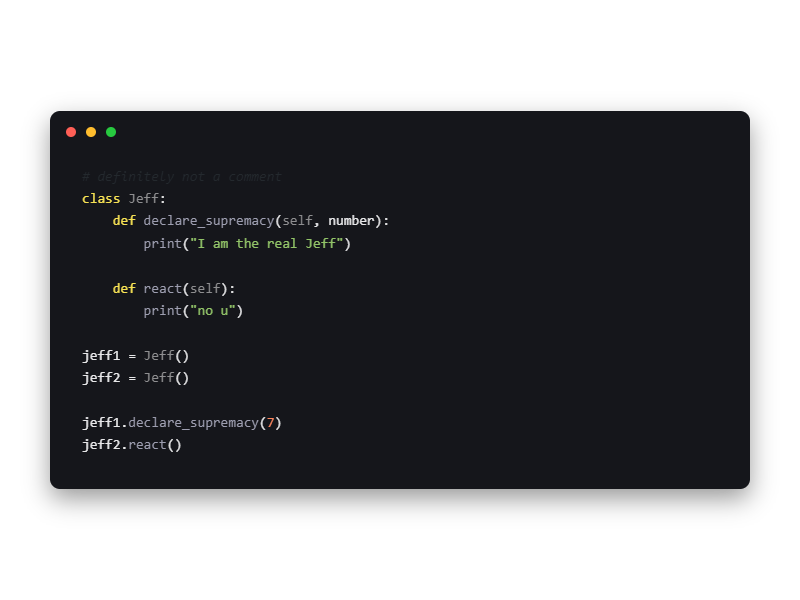 # definitely not a comment
class Jeff:
    def declare_supremacy(self, number):
        print("I am the real Jeff")

    def react(self):
        print("no u")

jeff1 = Jeff()
jeff2 = Jeff()

jeff1.declare_supremacy(7)
jeff2.react()